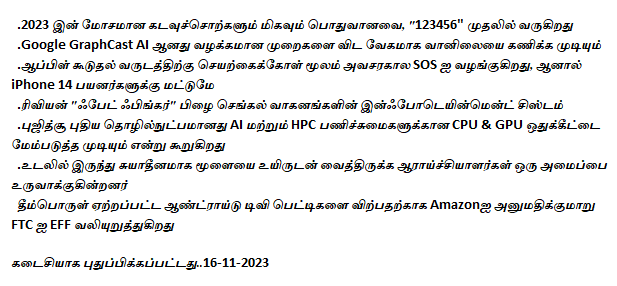 .2023 இன் மோசமான கடவுச்சொற்களும் மிகவும் பொதுவானவை, "123456" முதலில் வருகிறது
.Google GraphCast AI ஆனது வழக்கமான முறைகளை விட வேகமாக வானிலையை கணிக்க முடியும்
.ஆப்பிள் கூடுதல் வருடத்திற்கு செயற்கைக்கோள் மூலம் அவசரகால SOS ஐ வழங்குகிறது, ஆனால்
iPhone 14 பயனர்களுக்கு மட்டுமே
.ரிவியன் "ஃபேட் ஃபிங்கர்" பிழை செங்கல் வாகனங்களின் இன்ஃபோடெயின்மென்ட் சிஸ்டம்
.புஜித்சூ புதிய தொழில்நுட்பமானது AI மற்றும் HPC பணிச்சுமைகளுக்கான CPU & GPU ஒதுக்கீட்டை
மேம்படுத்த முடியும் என்று கூறுகிறது
.உடலில் இருந்து சுயாதீனமாக மூளையை உயிருடன் வைத்திருக்க ஆராய்ச்சியாளர்கள் ஒரு அமைப்பை
உருவாக்குகின்றனர்
தீம்பொருள் ஏற்றப்பட்ட ஆண்ட்ராய்டு டிவி பெட்டிகளை விற்பதற்காக Amazonஐ அனுமதிக்குமாறு
FTC ஐ EFF வலியுறுத்துகிறது
கடைசியாக புதுப்பிக்கப்பட்டது..16-11-2023